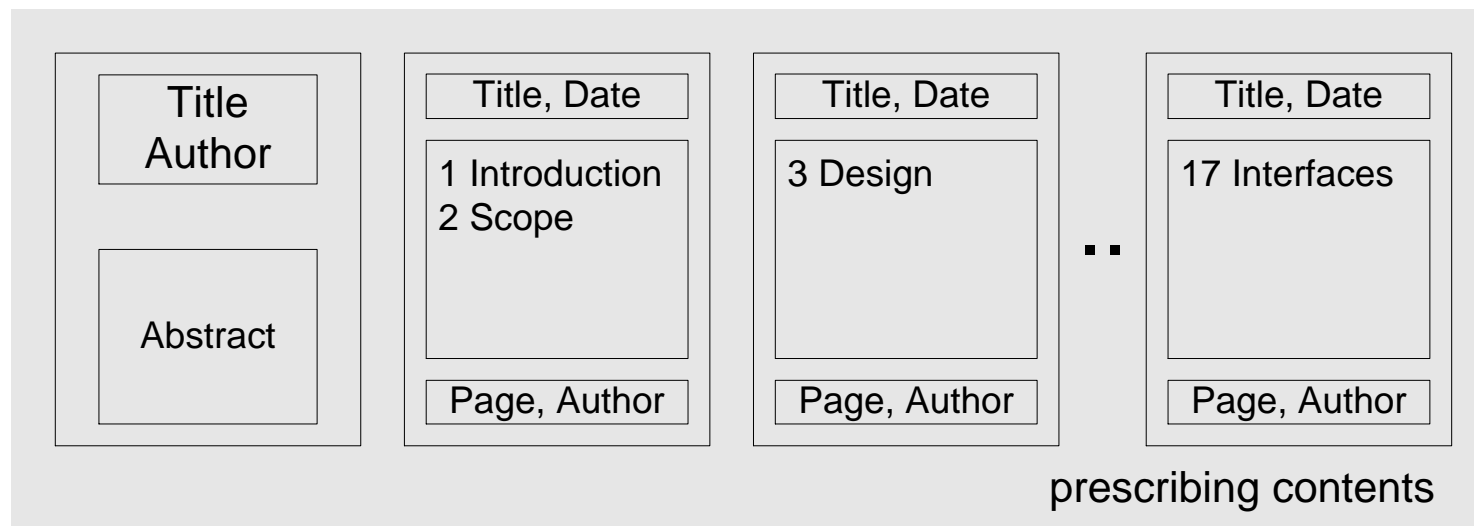 Title
Author
Abstract
Title, Date
1 Introduction
2 Scope
Page, Author
Title, Date
3 Design
Page, Author
..
Title, Date
17 Interfaces
Page, Author
prescribing contents